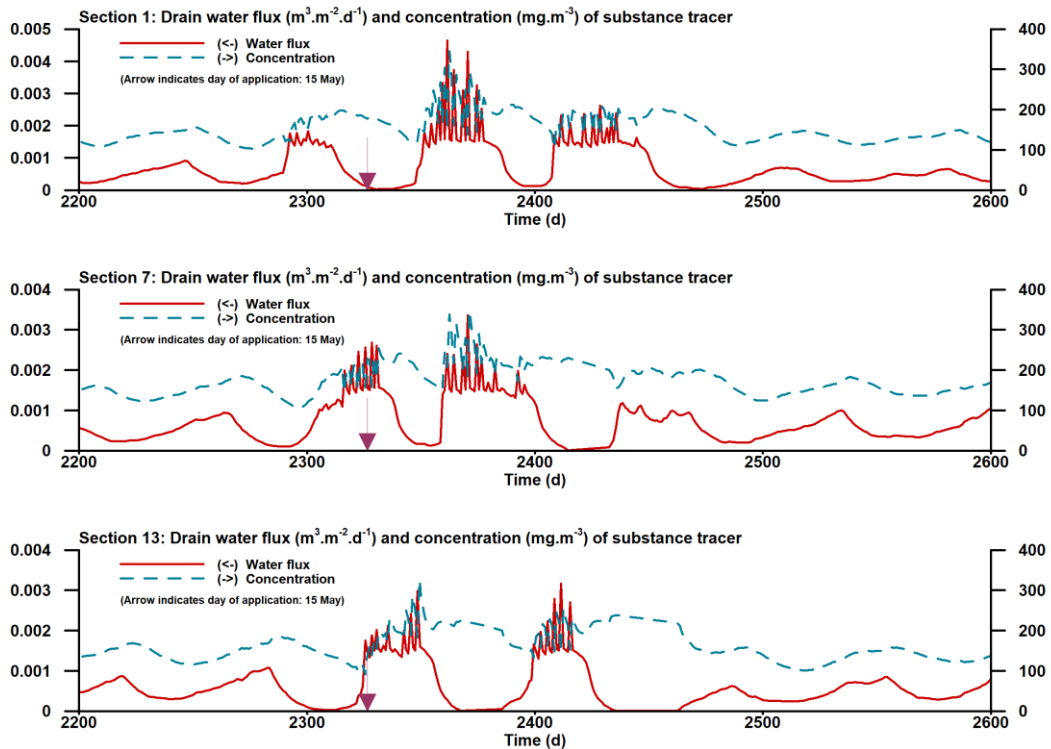 Section 1: Drain water flux (m³.m⁻².d⁻¹) and concentration (mg.m⁻³) of substance tracer
0.005 400
(<-) Water flux
0.004 (->) Concentration 300
(Arrow indicates day of application: 15 May)
0.003
0.002 200
0.001 100
0 0
2200 2300 2400 2500 2600
Time (d)
Section 7: Drain water flux (m³.m⁻².d⁻¹) and concentration (mg.m⁻³) of substance tracer
0.004 400
(<-) Water flux
(->) Concentration
0.003 300
(Arrow indicates day of application: 15 May)
0.002 200
0.001 100
0 0
2200 2300 2400 2500 2600
Time (d)
Section 13: Drain water flux (m³.m⁻².d⁻¹) and concentration (mg.m⁻³) of substance tracer
0.004 400
(<-) Water flux
(->) Concentration
0.003 300
(Arrow indicates day of application: 15 May)
0.002 200
0.001 100
0 0
2200 2300 2400 2500 2600
Time (d)